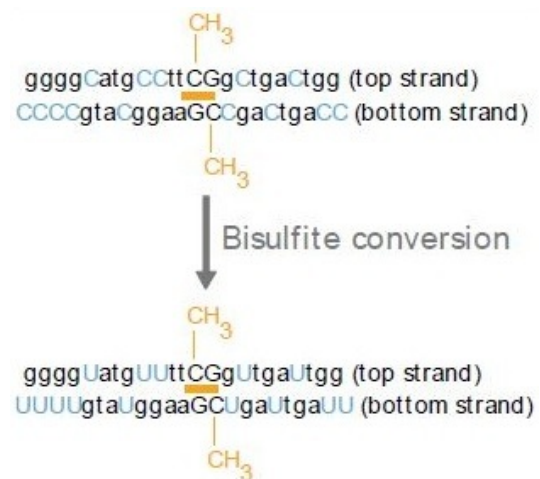 CH3
ggggCatgCCttCGgCtgaCtgg (top strand)
CCCCgtaCggaaGCCgaCtgaCC (bottom strand)
CH3
Bisulfite conversion
CH3
ggggUatgUUttCGgUtgaUtgg (top strand)
UUUUgtaUggaaGCUgaUtgaUU (bottom strand)
CH3